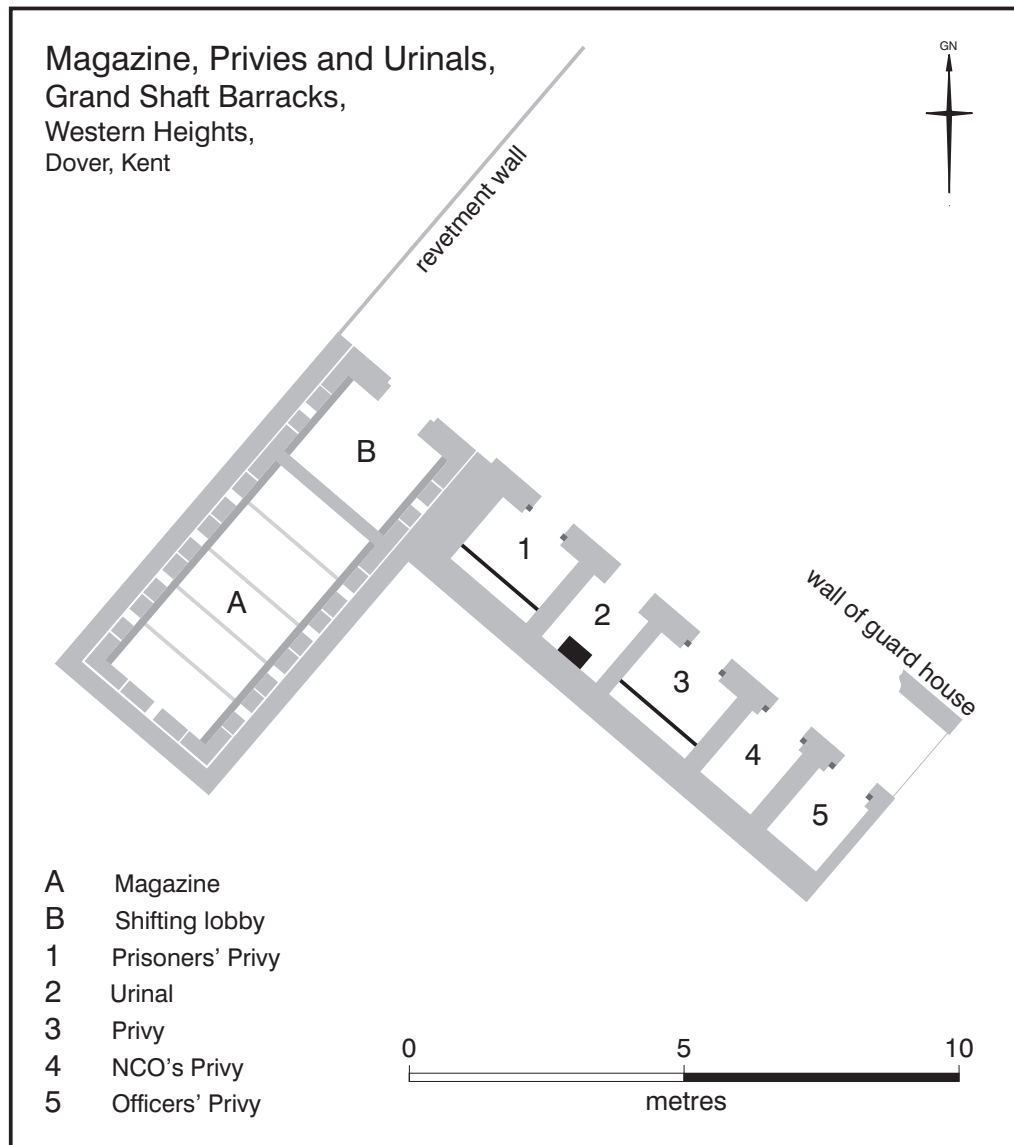 Magazine, Privies and Urinals,
Grand Shaft Barracks,
Western Heights,
Dover, Kent
GN
revetment wall
B
A
1
2
3
4
5
wall of guard house
A Magazine
B Shifting lobby
1 Prisoners' Privy
2 Urinal
3 Privy
4 NCO's Privy
5 Officers' Privy
0 5 10
metres